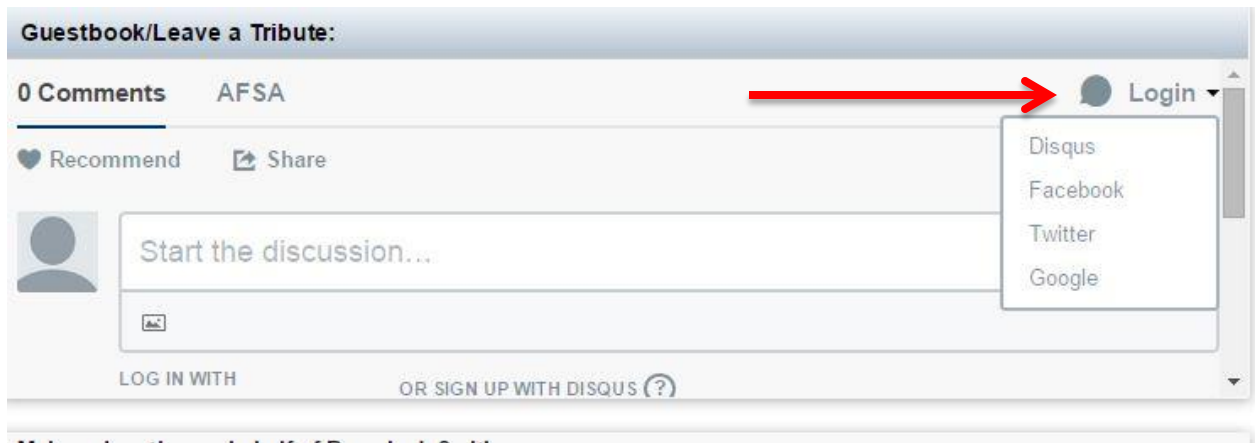 Guestbook/Leave a Tribute:
0 Comments AFSA Login
Recommend Share
Disqus
Facebook
Twitter
Google
Start the discussion...
LOG IN WITH OR SIGN UP WITH DISQUS ?